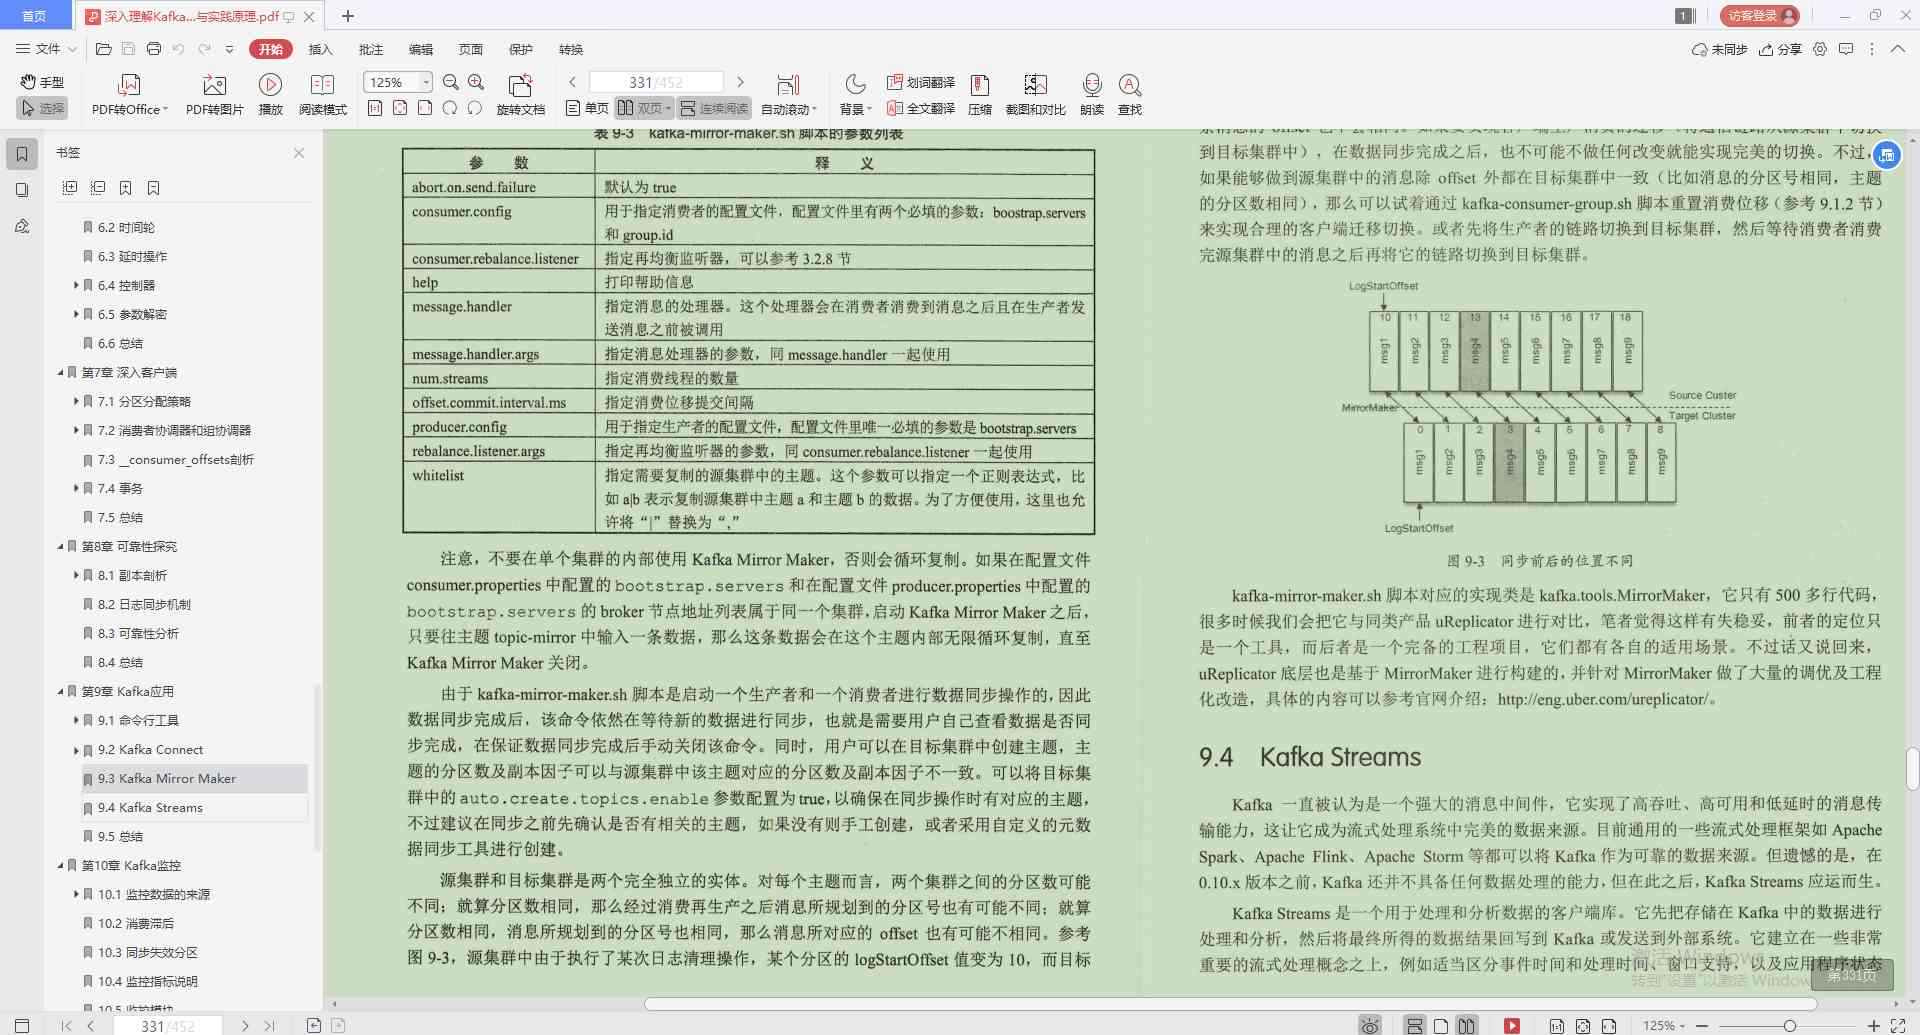 首页
深入理解Kafka...与实践原理.pdf
1
访客登录
文件
开始
插入
批注
编辑
页面
保护
转换
未同步
分享
手型
选择
PDF转Office
PDF转图片
播放
阅读模式
125%
旋转文档
331/452
单页
双页
连续阅读
自动滚动
背景
划词翻译
全文翻译
压缩
截图和对比
朗读
查找
书签
6.2 时间轮
6.3 延时操作
6.4 控制器
6.5 参数解密
6.6 总结
第7章 深入客户端
7.1 分区分配策略
7.2 消费者协调器和组协调器
7.3 __consumer_offsets剖析
7.4 事务
7.5 总结
第8章 可靠性探究
8.1 副本剖析
8.2 日志同步机制
8.3 可靠性分析
8.4 总结
第9章 Kafka应用
9.1 命令行工具
9.2 Kafka Connect
9.3 Kafka Mirror Maker
9.4 Kafka Streams
9.5 总结
第10章 Kafka监控
10.1 监控数据的来源
10.2 消费滞后
10.3 同步失效分区
10.4 监控指标说明
10.5 监控模块
表 9-3 kafka-mirror-maker.sh 脚本的参数列表
参 数 释 义
abort.on.send.failure 默认为 true
consumer.config 用于指定消费者的配置文件，配置文件里有两个必填的参数：boostrap.servers
和 group.id
consumer.rebalance.listener 指定再均衡监听器，可以参考 3.2.8 节
help 打印帮助信息
message.handler 指定消息的处理器。这个处理器会在消费者消费到消息之后且在生产者发
送消息之前被调用
message.handler.args 指定消息处理器的参数，同 message.handler 一起使用
num.streams 指定消费线程的数量
offset.commit.interval.ms 指定消费位移提交间隔
producer.config 用于指定生产者的配置文件，配置文件里唯一必填的参数是 bootstrap.servers
rebalance.listener.args 指定再均衡监听器的参数，同 consumer.rebalance.listener 一起使用
whitelist 指定需要复制的源集群中的主题。这个参数可以指定一个正则表达式，比
如 a|b 表示复制源集群中主题 a 和主题 b 的数据。为了方便使用，这里也允
许将“|”替换为“,”
注意，不要在单个集群的内部使用 Kafka Mirror Maker，否则会循环复制。如果在配置文件
consumer.properties 中配置的 bootstrap.servers 和在配置文件 producer.properties 中配置的
bootstrap.servers 的 broker 节点地址列表属于同一个集群，启动 Kafka Mirror Maker 之后，
只要往主题 topic-mirror 中输入一条数据，那么这条数据会在这个主题内部无限循环复制，直至
Kafka Mirror Maker 关闭。
由于 kafka-mirror-maker.sh 脚本是启动一个生产者和一个消费者进行数据同步操作的，因此
数据同步完成后，该命令依然在等待新的数据进行同步，也就是需要用户自己查看数据是否同
步完成，在保证数据同步完成后手动关闭该命令。同时，用户可以在目标集群中创建主题，主
题的分区数及副本因子可以与源集群中该主题对应的分区数及副本因子不一致。可以将目标集
群中的 auto.create.topics.enable 参数配置为 true，以确保在同步操作时有对应的主题，
不过建议在同步之前先确认是否有相关的主题，如果没有则手工创建，或者采用自定义的元数
据同步工具进行创建。
源集群和目标集群是两个完全独立的实体。对每个主题而言，两个集群之间的分区数可能
不同；就算分区数相同，那么经过消费再生产之后消息所规划到的分区号也有可能不同；就算
分区数相同，消息所规划到的分区号也相同，那么消息所对应的 offset 也有可能不相同。参考
图 9-3，源集群中由于执行了某次日志清理操作，某个分区的 logStartOffset 值变为 10，而目标
到目标集群中），在数据同步完成之后，也不可能不做任何改变就能实现完美的切换。不过，
如果能够做到源集群中的消息除 offset 外都在目标集群中一致（比如消息的分区号相同，主题
的分区数相同），那么可以试着通过 kafka-consumer-group.sh 脚本重置消费位移（参考 9.1.2 节）
来实现合理的客户端迁移切换。或者先将生产者的链路切换到目标集群，然后等待消费者消费
完源集群中的消息之后再将它的链路切换到目标集群。
LogStartOffset
10 11 12 13 14 15 16 17 18
msg1 msg2 msg3 msg4 msg5 msg6 msg7 msg8 msg9
Source Custer
MirrorMaker
Target Custer
0 1 2 3 4 5 6 7 8
msg1 msg2 msg3 msg4 msg5 msg6 msg7 msg8 msg9
LogStartOffset
图 9-3 同步前后的位置不同
kafka-mirror-maker.sh 脚本对应的实现类是 kafka.tools.MirrorMaker，它只有 500 多行代码，
很多时候我们会把它与同类产品 uReplicator 进行对比，笔者觉得这样有失稳妥，前者的定位只
是一个工具，而后者是一个完备的工程项目，它们都有各自的适用场景。不过话又说回来，
uReplicator 底层也是基于 MirrorMaker 进行构建的，并针对 MirrorMaker 做了大量的调优及工程
化改造，具体的内容可以参考官网介绍：http://eng.uber.com/ureplicator/。
9.4 Kafka Streams
Kafka 一直被认为是一个强大的消息中间件，它实现了高吞吐、高可用和低延时的消息传
输能力，这让它成为流式处理系统中完美的数据来源。目前通用的一些流式处理框架如 Apache
Spark、Apache Flink、Apache Storm 等都可以将 Kafka 作为可靠的数据来源。但遗憾的是，在
0.10.x 版本之前，Kafka 还并不具备任何数据处理的能力，但在此之后，Kafka Streams 应运而生。
Kafka Streams 是一个用于处理和分析数据的客户端库。它先把存储在 Kafka 中的数据进行
处理和分析，然后将最终所得的数据结果回写到 Kafka 或发送到外部系统。它建立在一些非常
重要的流式处理概念之上，例如适当区分事件时间和处理时间、窗口支持，以及应用程序状态
激活 Windows
转到"设置"以激活 Window
第331页
331/452
125%